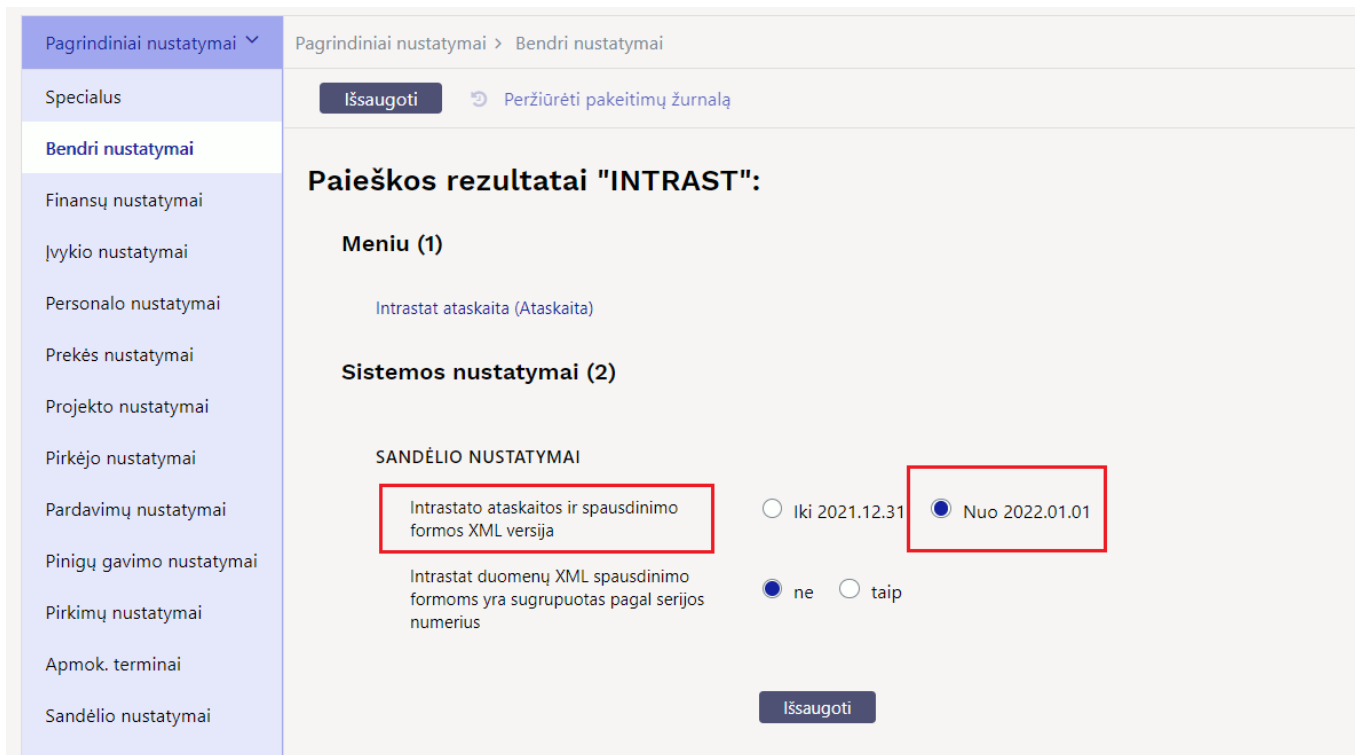 Pagrindiniai nustatymai
Pagrindiniai nustatymai > Bendri nustatymai
Specialus
Išsaugoti
Peržiūrėti pakeitimų žurnalą
Bendri nustatymai
Finansų nustatymai
Įvykio nustatymai
Personalo nustatymai
Prekės nustatymai
Projekto nustatymai
Pirkėjo nustatymai
Pardavimų nustatymai
Pinigų gavimo nustatymai
Pirkimų nustatymai
Apmok. terminai
Sandėlio nustatymai
Paieškos rezultatai "INTRAST":
Meniu (1)
Intrastat ataskaita (Ataskaita)
Sistemos nustatymai (2)
SANDĖLIO NUSTATYMAI
Intrastato ataskaitos ir spausdinimo
formos XML versija
Iki 2021.12.31
Nuo 2022.01.01
Intrastat duomenų XML spausdinimo
formoms yra sugrupuotas pagal serijos
numerius
ne
taip
Išsaugoti